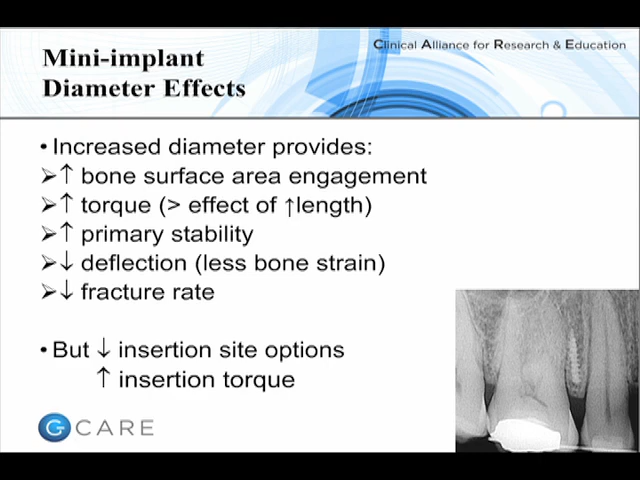 Clinical Alliance for Research & Education
Mini-implant
Diameter Effects
• Increased diameter provides:
➢↑ bone surface area engagement
➢↑ torque (> effect of ↑length)
➢↑ primary stability
➢↓ deflection (less bone strain)
➢↓ fracture rate
• But ↓ insertion site options
↑ insertion torque
G CARE